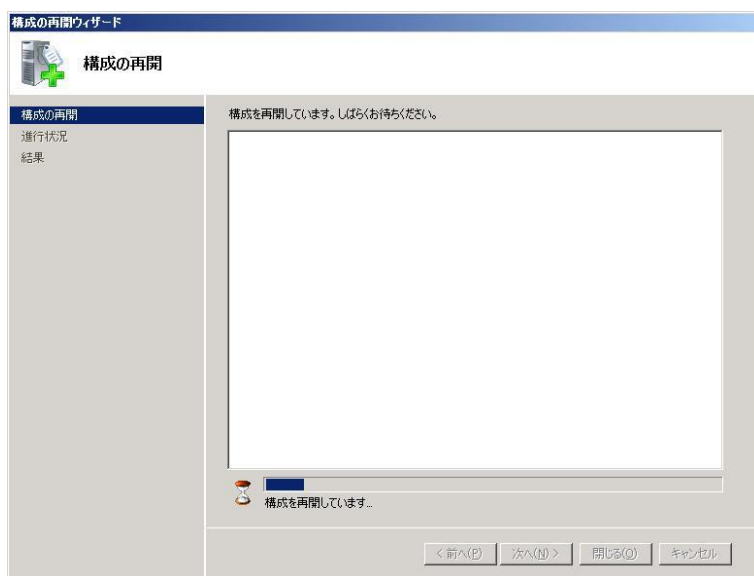 構成の再開ウィザード
構成の再開
構成の再開
進行状況
結果
構成を再開しています。しばらくお待ちください。
構成を再開しています...
< 前へ(P)
次へ(N) >
閉じる(O)
キャンセル